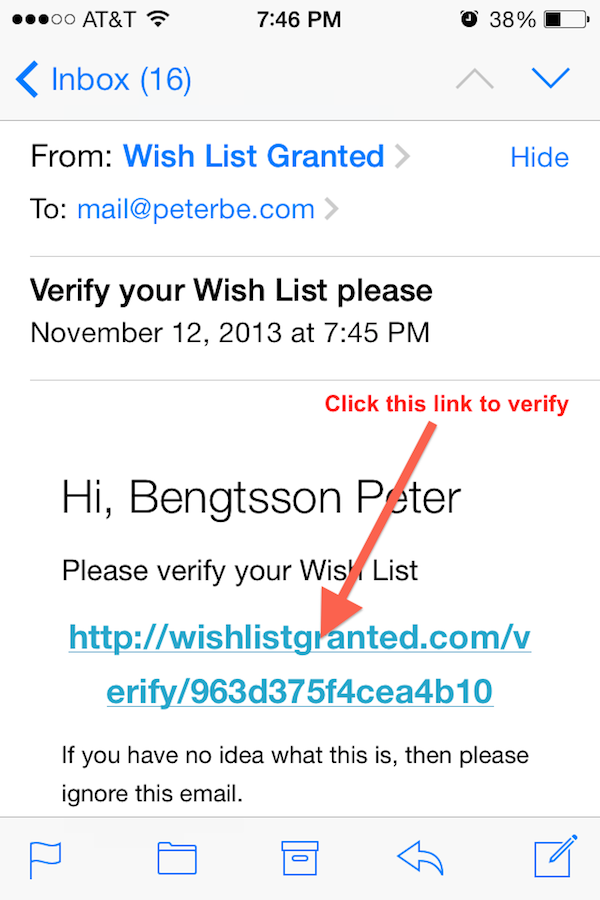 AT&T 7:46 PM 38%
Inbox (16)
From: Wish List Granted Hide
To: mail@peterbe.com
Verify your Wish List please
November 12, 2013 at 7:45 PM
Click this link to verify
Hi, Bengtsson Peter
Please verify your Wish List
http://wishlistgranted.com/v
erify/963d375f4cea4b10
If you have no idea what this is, then please
ignore this email.